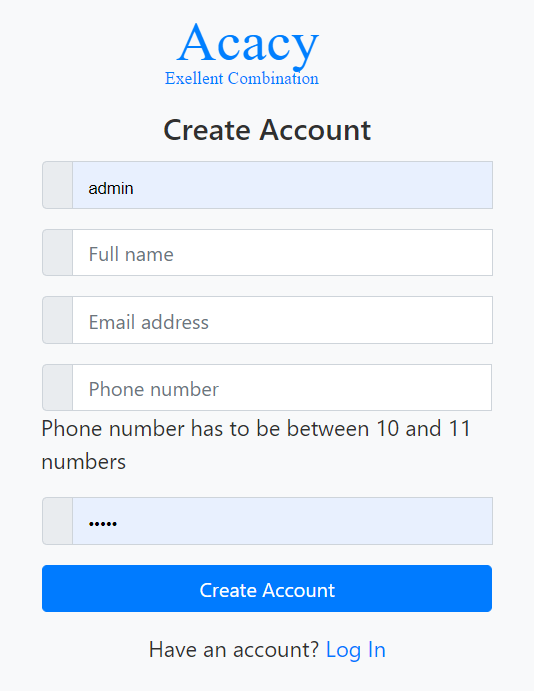 Acacy
Exellent Combination
Create Account
admin
Full name
Email address
Phone number
Phone number has to be between 10 and 11
numbers
•••••
Create Account
Have an account? Log In